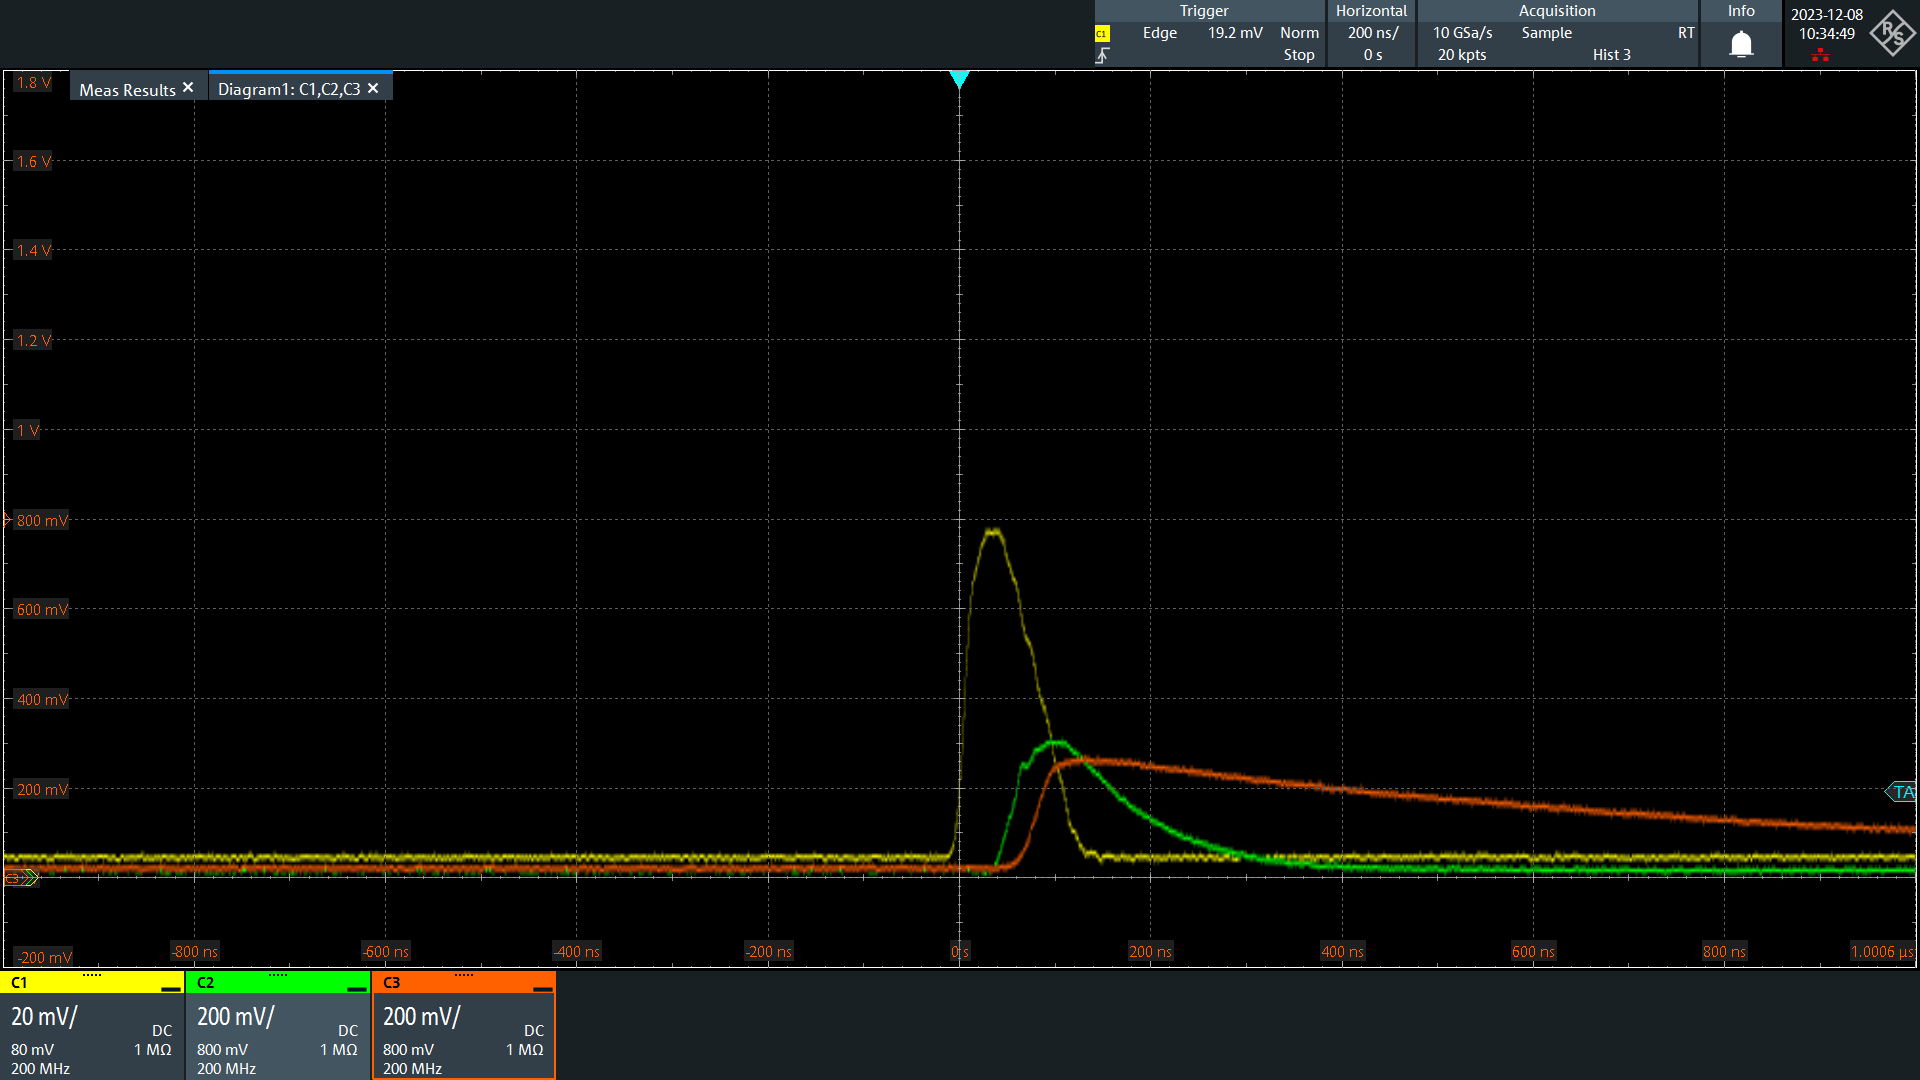 Trigger
Edge 19.2 mV Norm
Stop
C1
Horizontal
200 ns/
0 s
Acquisition
10 GSa/s Sample RT
20 kpts Hist 3
Info
2023-12-08
10:34:49
R S
Meas Results ✕
Diagram1: C1,C2,C3 ✕
1.8 V
1.6 V
1.4 V
1.2 V
1 V
800 mV
600 mV
400 mV
200 mV
TA
C3
-200 mV
-800 ns -600 ns -400 ns -200 ns 0 s 200 ns 400 ns 600 ns 800 ns 1.0006 µs
C1
20 mV/
DC
80 mV 1 MΩ
200 MHz
C2
200 mV/
DC
800 mV 1 MΩ
200 MHz
C3
200 mV/
DC
800 mV 1 MΩ
200 MHz